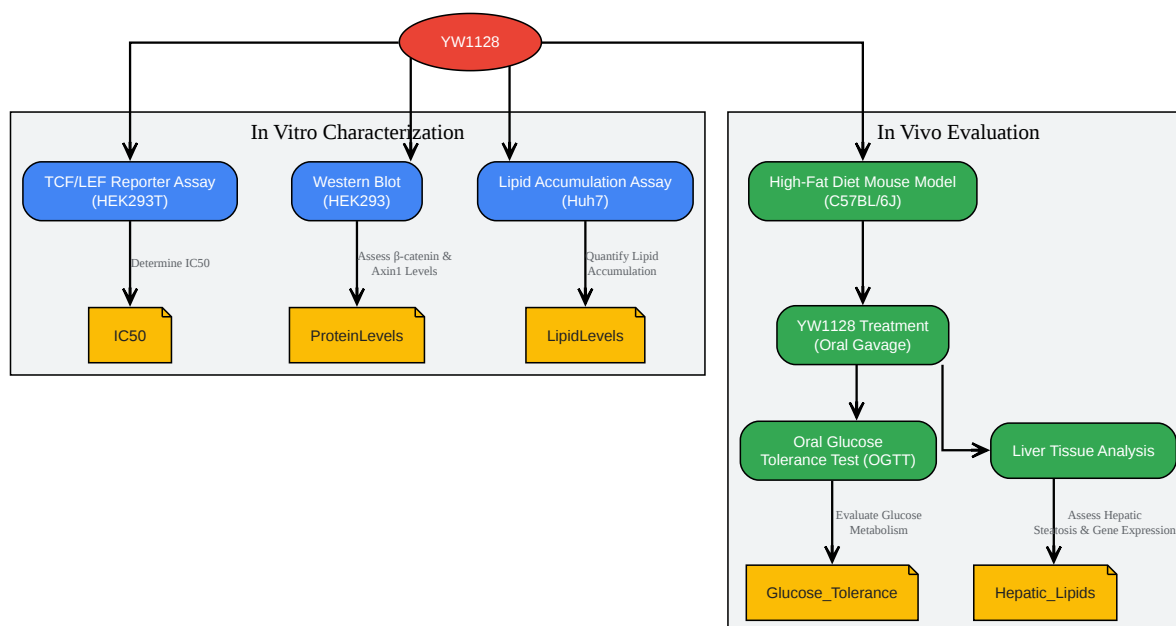 YW1128
In Vitro Characterization
TCF/LEF Reporter Assay
(HEK293T)
Western Blot
(HEK293)
Lipid Accumulation Assay
(Huh7)
Determine IC50
Assess β-catenin &
Axin1 Levels
Quantify Lipid
Accumulation
IC50
ProteinLevels
LipidLevels
In Vivo Evaluation
High-Fat Diet Mouse Model
(C57BL/6J)
YW1128 Treatment
(Oral Gavage)
Oral Glucose
Tolerance Test (OGTT)
Liver Tissue Analysis
Evaluate Glucose
Metabolism
Assess Hepatic
Steatosis & Gene Expression
Glucose_Tolerance
Hepatic_Lipids